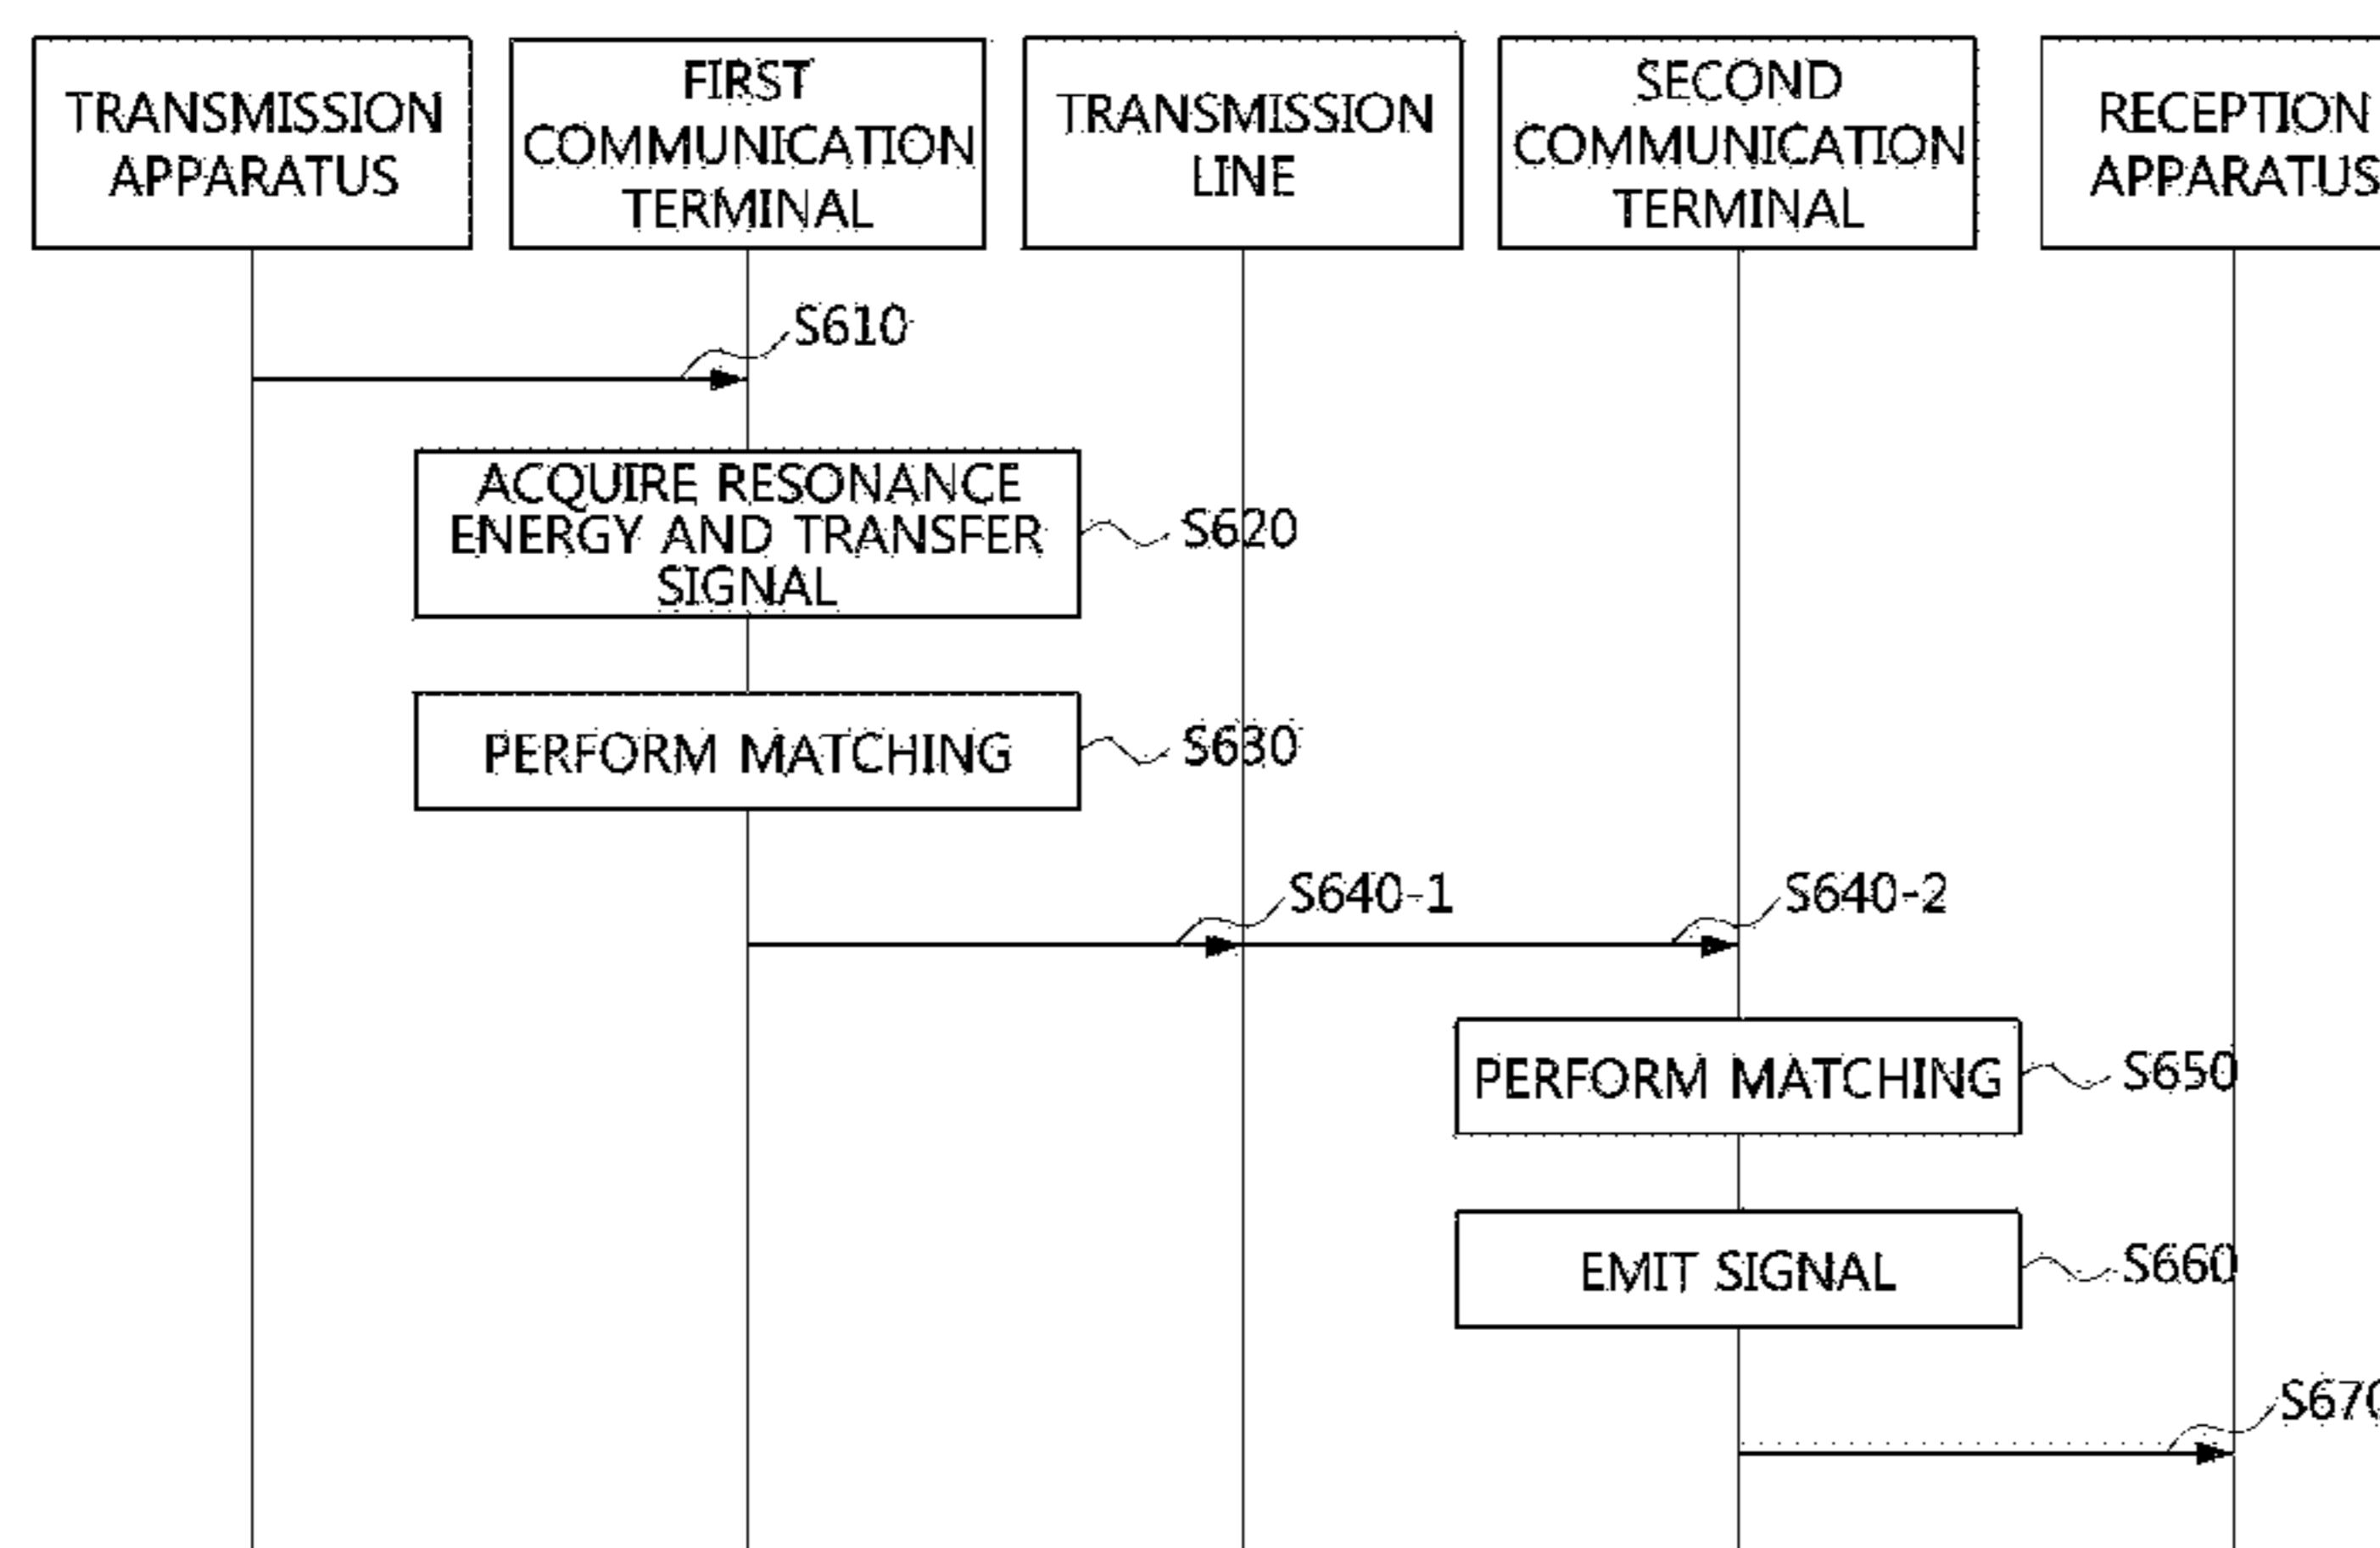 TRANSMISSION
APPARATUS
FIRST
COMMUNICATION
TERMINAL
TRANSMISSION
LINE
SECOND
COMMUNICATION
TERMINAL
RECEPTION
APPARATUS
S610
ACQUIRE RESONANCE
ENERGY AND TRANSFER
SIGNAL
S620
PERFORM MATCHING
S630
S640-1
S640-2
PERFORM MATCHING
S650
EMIT SIGNAL
S660
S670